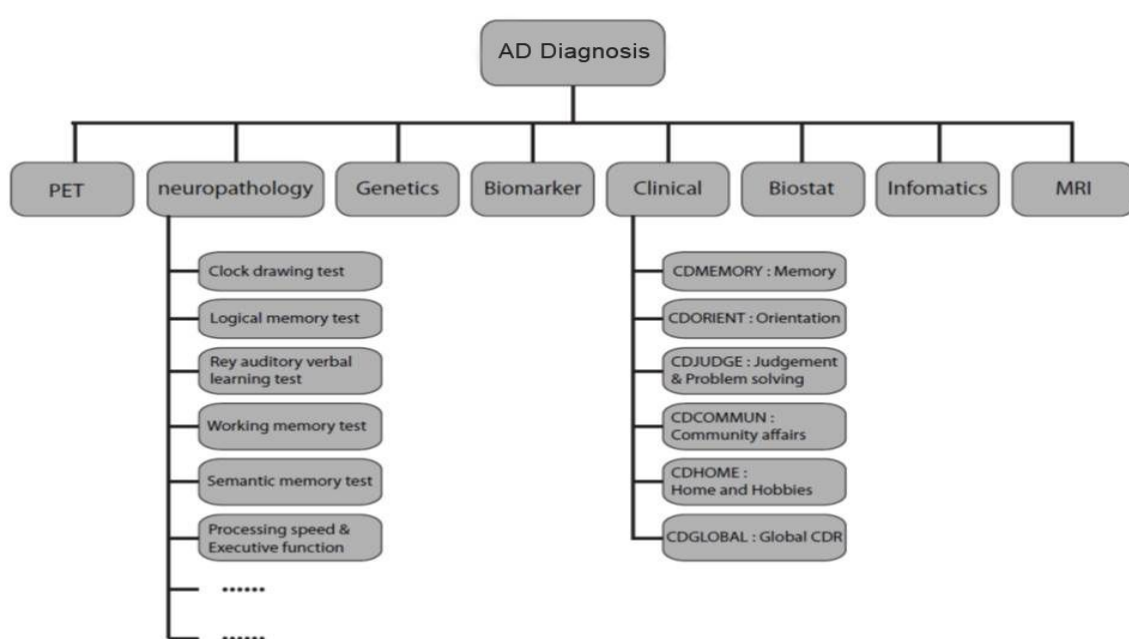 AD Diagnosis
PET
neuropathology
Genetics
Biomarker
Clinical
Biostat
Infomatics
MRI
Clock drawing test
Logical memory test
Rey auditory verbal
learning test
Working memory test
Semantic memory test
Processing speed &
Executive function
......
......
CDMEMORY : Memory
CDORIENT : Orientation
CDJUDGE : Judgement
& Problem solving
CDCOMMUN :
Community affairs
CDHOME :
Home and Hobbies
CDGLOBAL : Global CDR